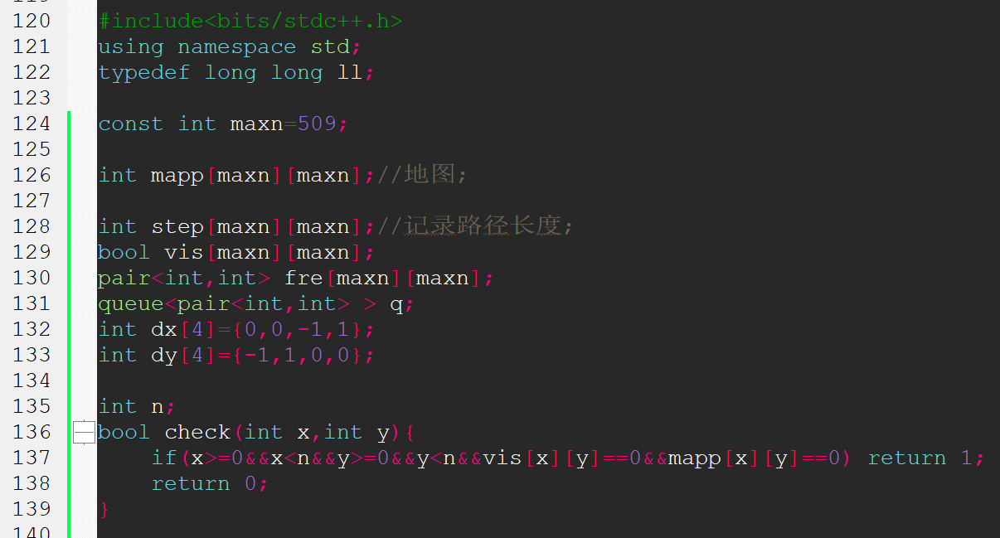 120 #include<bits/stdc++.h>
121 using namespace std;
122 typedef long long ll;
123
124 const int maxn=509;
125
126 int mapp[maxn][maxn];//地图;
127
128 int step[maxn][maxn];//记录路径长度;
129 bool vis[maxn][maxn];
130 pair<int,int> fre[maxn][maxn];
131 queue<pair<int,int> > q;
132 int dx[4]={0,0,-1,1};
133 int dy[4]={-1,1,0,0};
134
135 int n;
136 bool check(int x,int y){
137     if(x>=0&&x<n&&y>=0&&y<n&&vis[x][y]==0&&mapp[x][y]==0) return 1;
138     return 0;
139 }
140